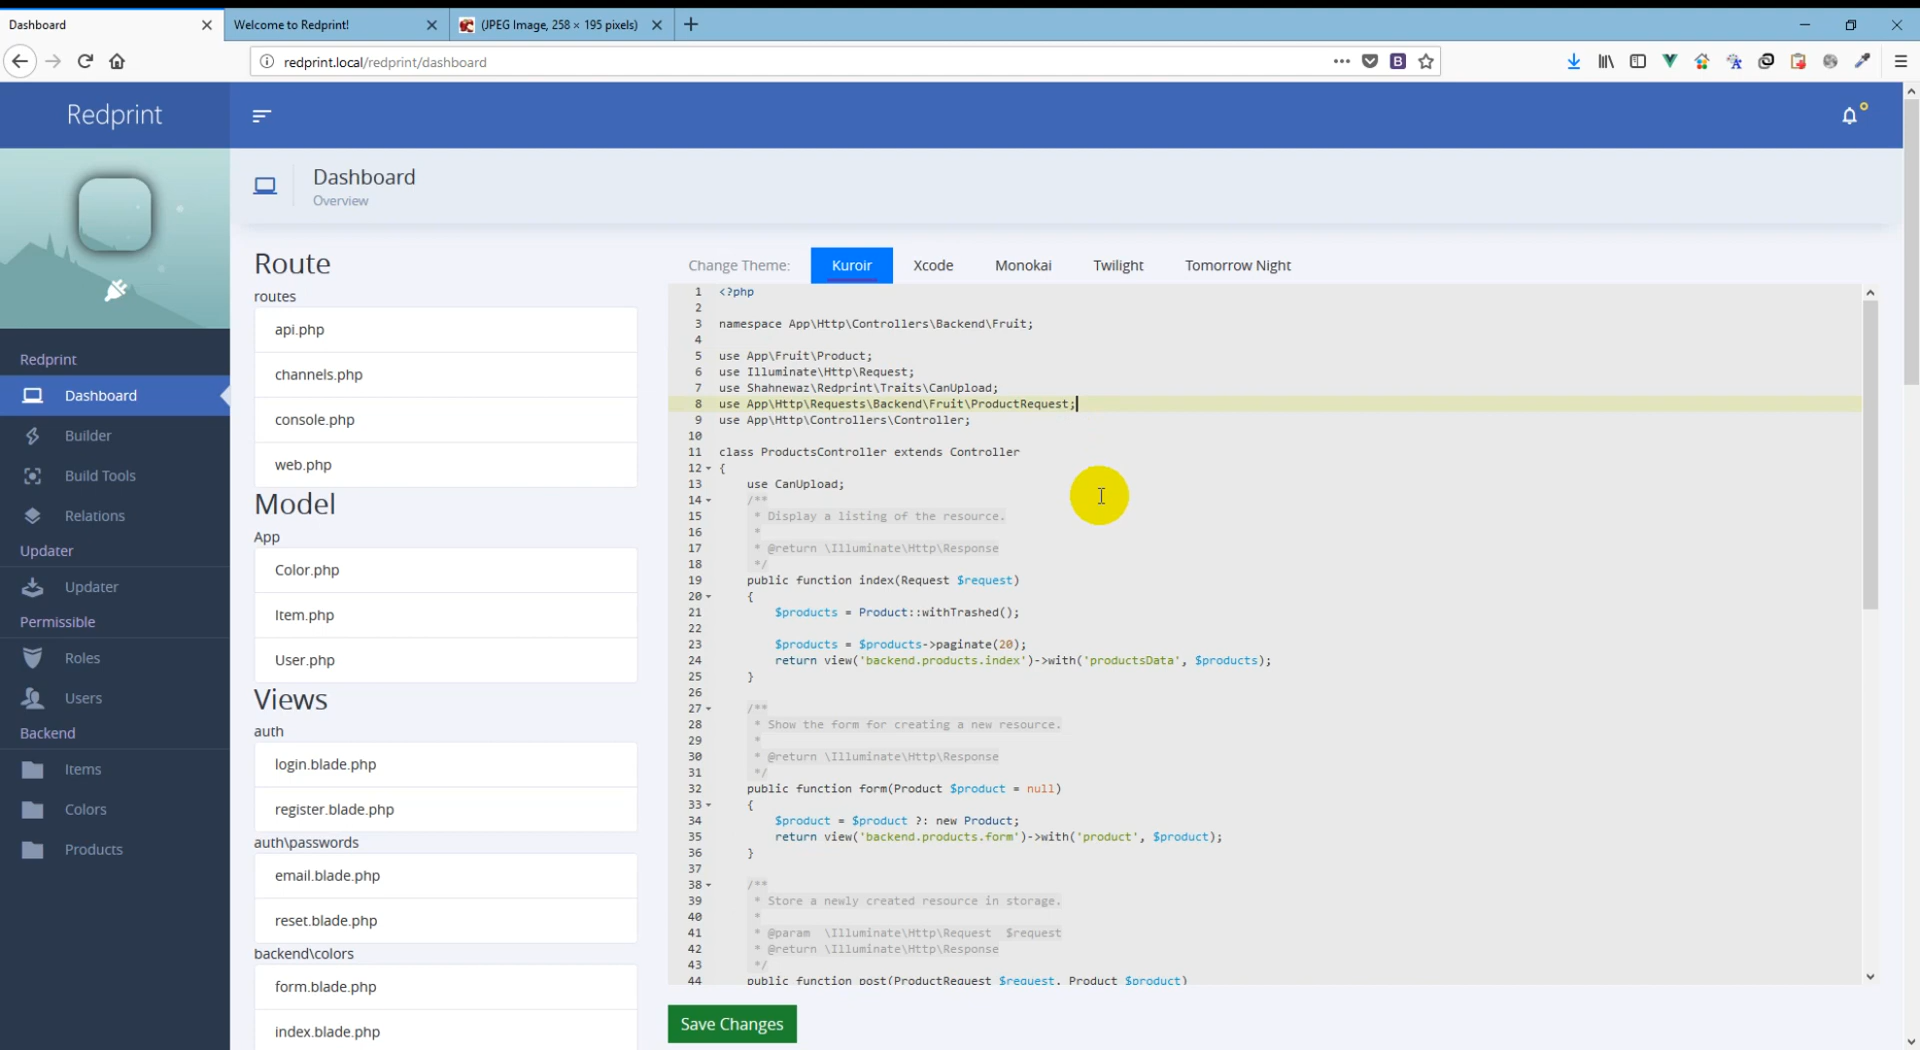 Dashboard
Welcome to Redprint!
(JPEG Image, 258 × 195 pixels)
redprint.local/redprint/dashboard
B
Redprint
Dashboard
Overview
Redprint
Dashboard
Builder
Build Tools
Relations
Updater
Updater
Permissible
Roles
Users
Backend
Items
Colors
Products
Route
routes
api.php
channels.php
console.php
web.php
Model
App
Color.php
Item.php
User.php
Views
auth
login.blade.php
register.blade.php
auth\passwords
email.blade.php
reset.blade.php
backend\colors
form.blade.php
index.blade.php
Change Theme: Kuroir Xcode Monokai Twilight Tomorrow Night
1 <?php
2
3 namespace App\Http\Controllers\Backend\Fruit;
4
5 use App\Fruit\Product;
6 use Illuminate\Http\Request;
7 use Shahnewaz\Redprint\Traits\CanUpload;
8 use App\Http\Requests\Backend\Fruit\ProductRequest;
9 use App\Http\Controllers\Controller;
10
11 class ProductsController extends Controller
12 {
13 use CanUpload;
14 /**
15 * Display a listing of the resource.
16 *
17 * @return \Illuminate\Http\Response
18 */
19 public function index(Request $request)
20 {
21 $products = Product::withTrashed();
22
23 $products = $products->paginate(20);
24 return view('backend.products.index')->with('productsData', $products);
25 }
26
27 /**
28 * Show the form for creating a new resource.
29 *
30 * @return \Illuminate\Http\Response
31 */
32 public function form(Product $product = null)
33 {
34 $product = $product ?: new Product;
35 return view('backend.products.form')->with('product', $product);
36 }
37
38 /**
39 * Store a newly created resource in storage.
40 *
41 * @param \Illuminate\Http\Request $request
42 * @return \Illuminate\Http\Response
43 */
44 public function post(ProductRequest $request, Product $product)
Save Changes